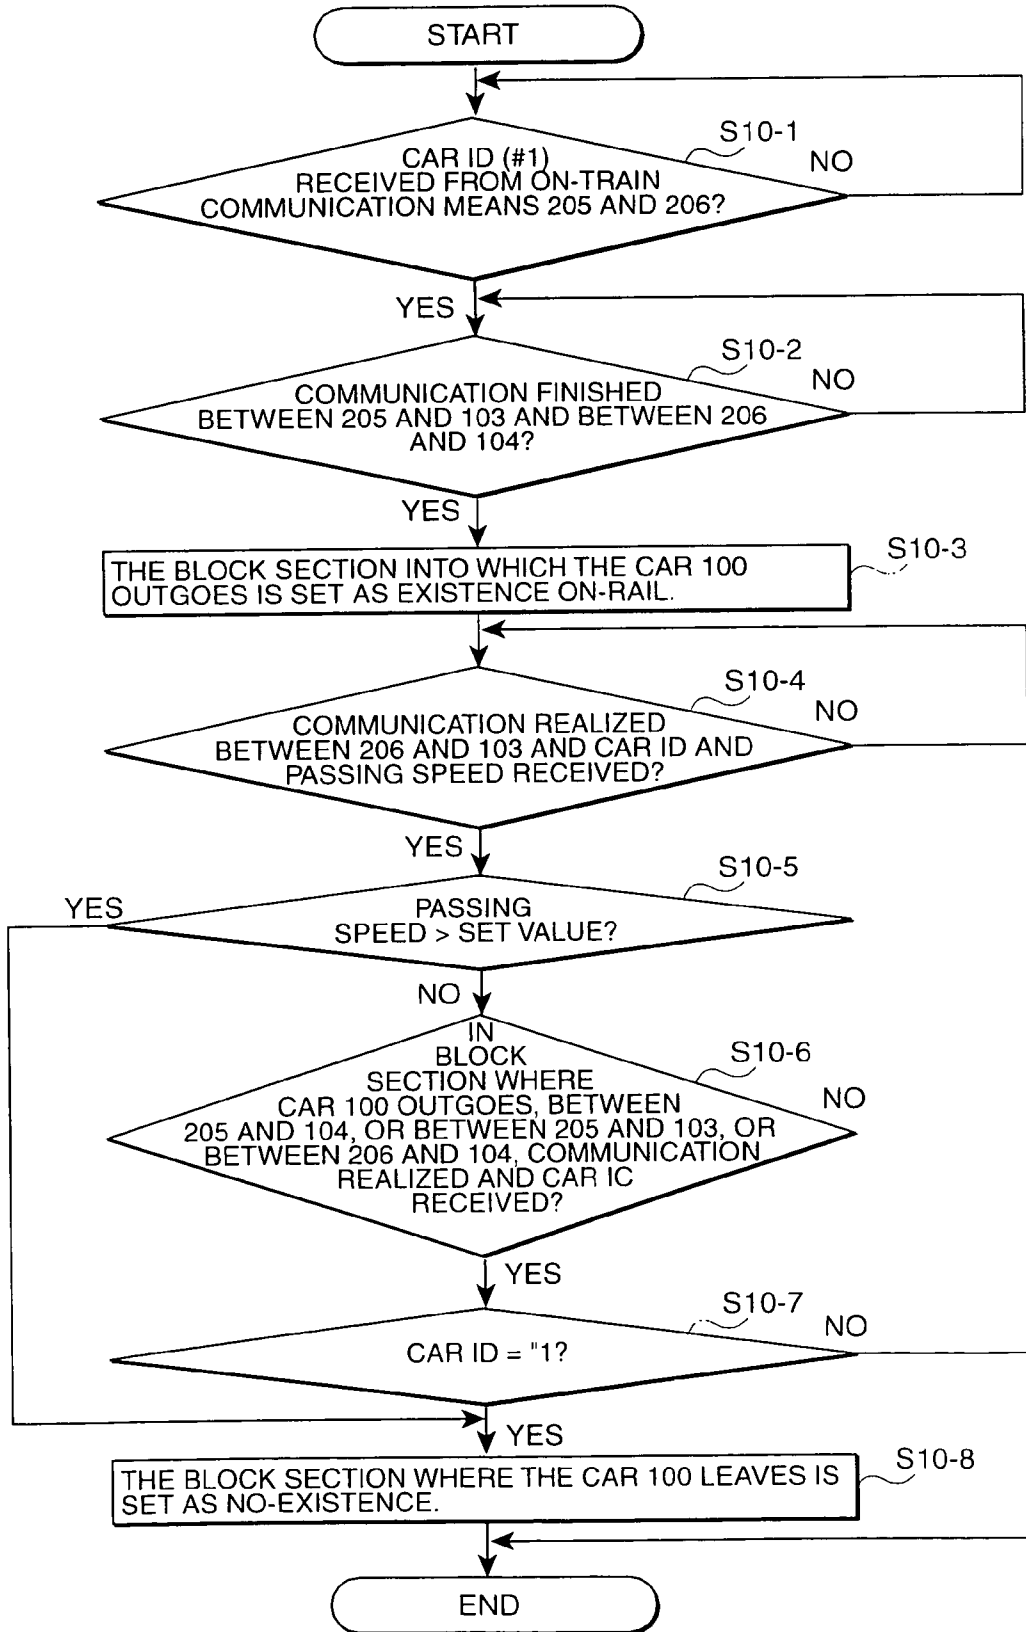 START
S10-1
NO
CAR ID (#1)
RECEIVED FROM ON-TRAIN
COMMUNICATION MEANS 205 AND 206?
YES
S10-2
NO
COMMUNICATION FINISHED
BETWEEN 205 AND 103 AND BETWEEN 206
AND 104?
YES
S10-3
THE BLOCK SECTION INTO WHICH THE CAR 100
OUTGOES IS SET AS EXISTENCE ON-RAIL.
S10-4
NO
COMMUNICATION REALIZED
BETWEEN 206 AND 103 AND CAR ID AND
PASSING SPEED RECEIVED?
YES
S10-5
YES
PASSING
SPEED > SET VALUE?
NO
IN
BLOCK
S10-6
SECTION WHERE
NO
CAR 100 OUTGOES, BETWEEN
205 AND 104, OR BETWEEN 205 AND 103, OR
BETWEEN 206 AND 104, COMMUNICATION
REALIZED AND CAR IC
RECEIVED?
YES
S10-7
NO
CAR ID = "1?
YES
S10-8
THE BLOCK SECTION WHERE THE CAR 100 LEAVES IS
SET AS NO-EXISTENCE.
END